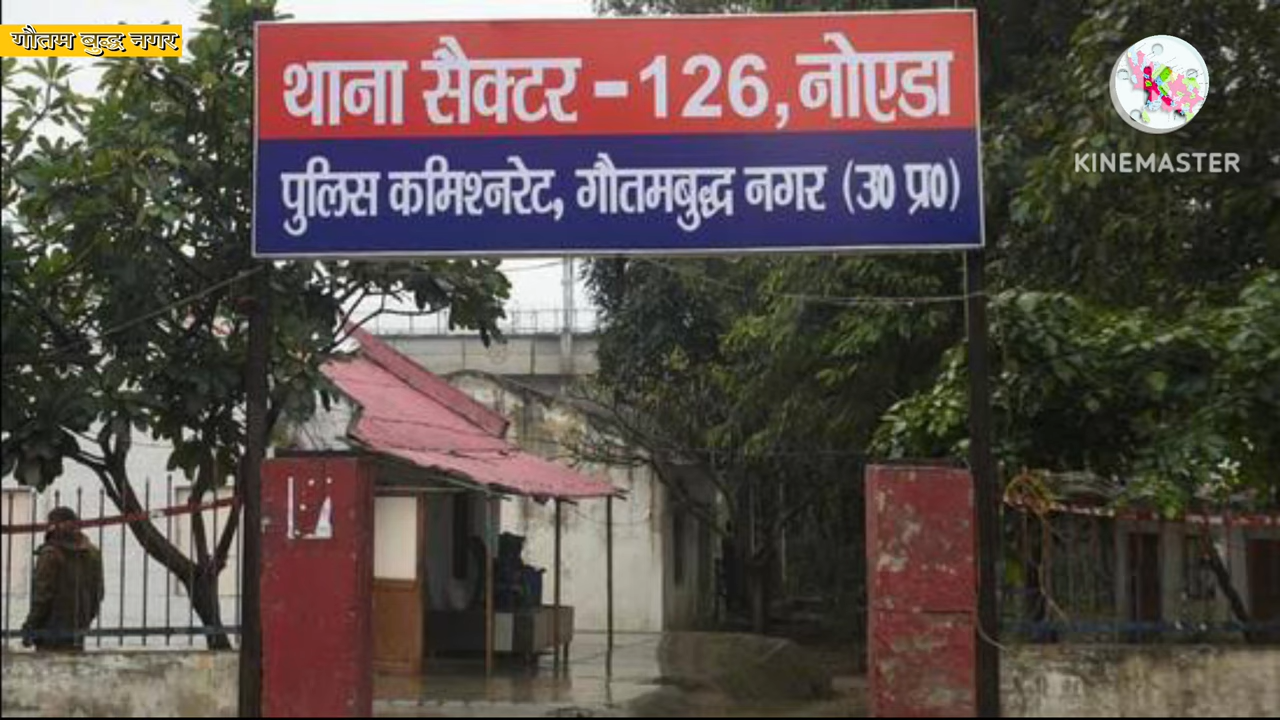 गौतम बुद्ध नगर
थाना सैक्टर - 126, नोएडा
पुलिस कमिश्नरेट, गौतमबुद्ध नगर (उ0 प्र0)
KINEMASTER